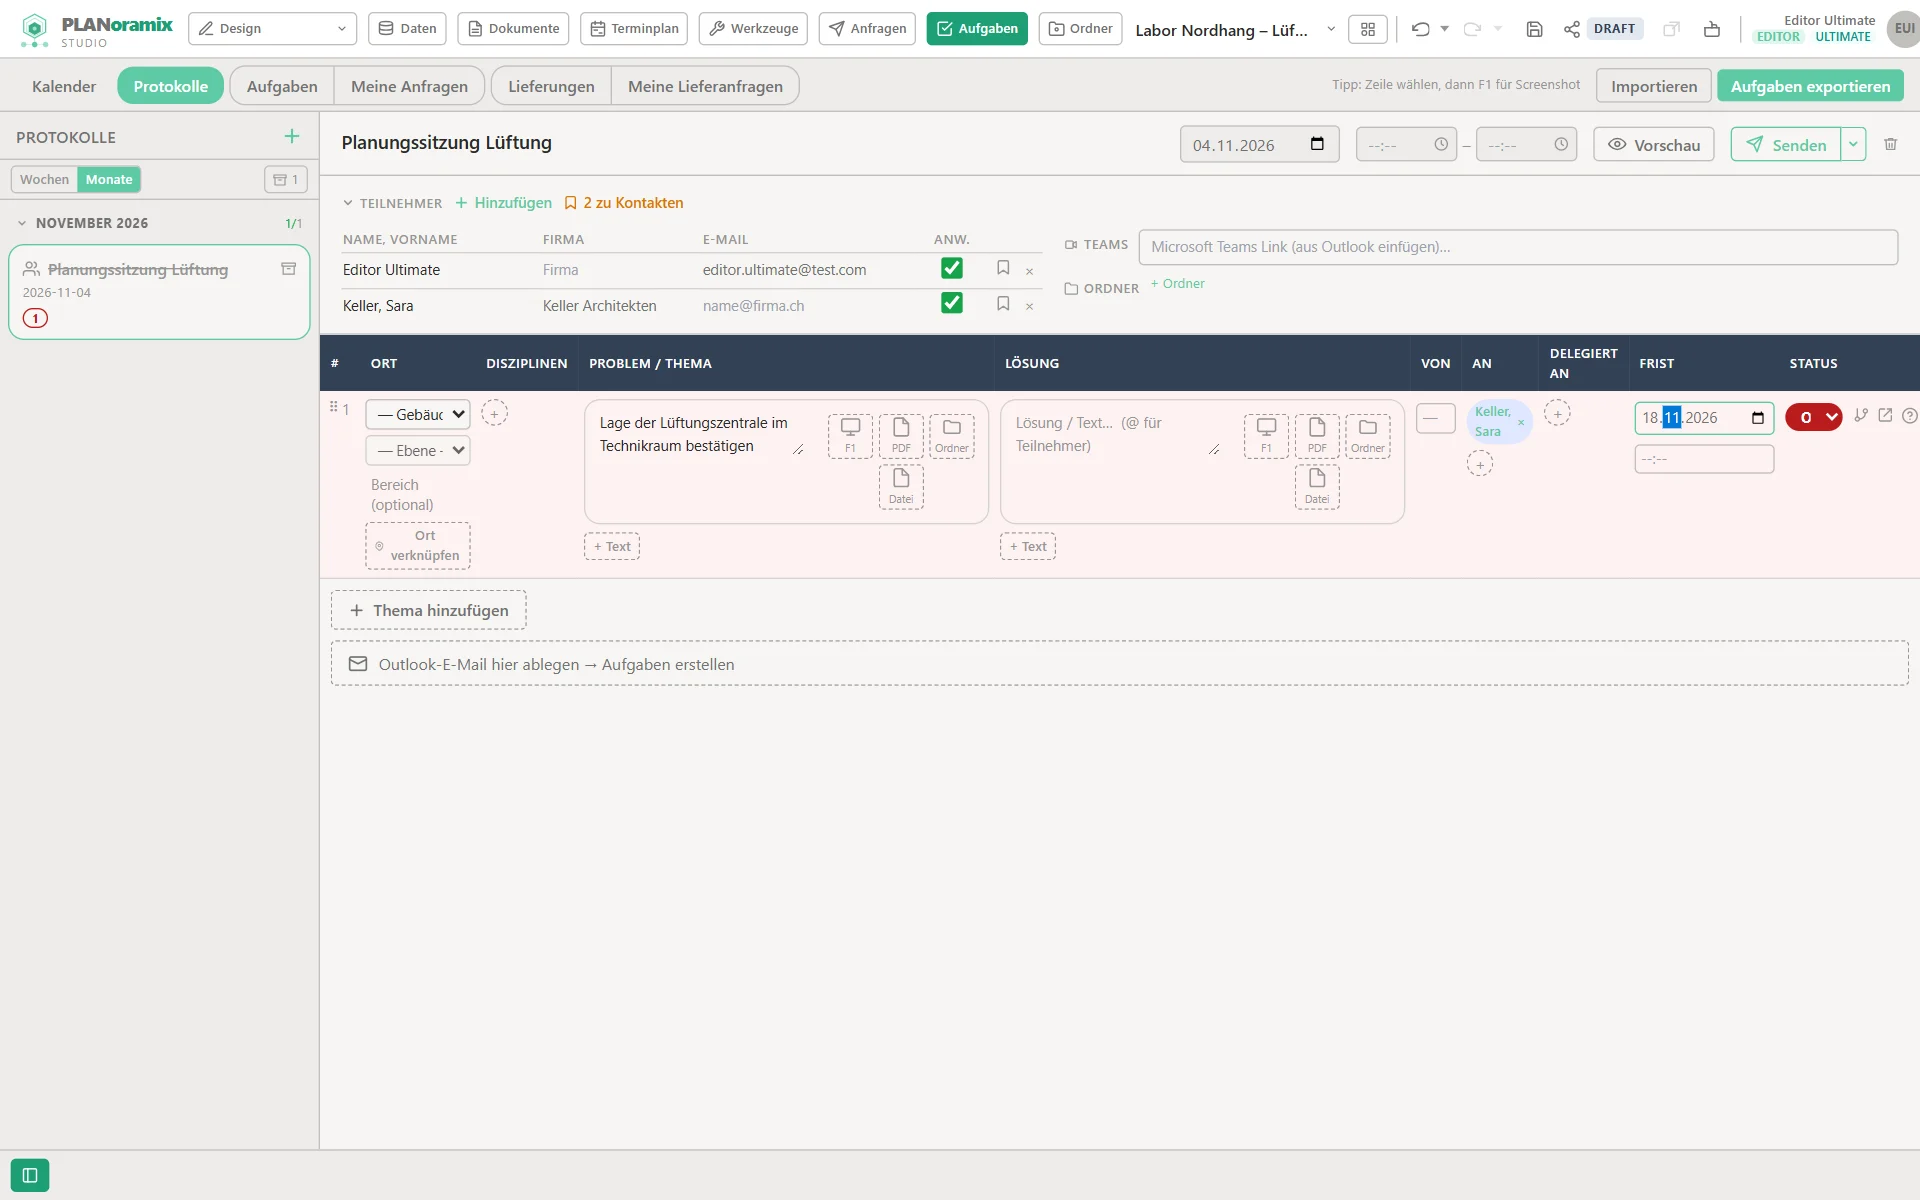 PLANoramix
STUDIO
Design
Daten
Dokumente
Terminplan
Werkzeuge
Anfragen
Aufgaben
Ordner
Labor Nordhang – Lüf...
DRAFT
Editor Ultimate
EDITOR ULTIMATE
EUI
Kalender
Protokolle
Aufgaben
Meine Anfragen
Lieferungen
Meine Lieferanfragen
Tipp: Zeile wählen, dann F1 für Screenshot
Importieren
Aufgaben exportieren
PROTOKOLLE
Wochen Monate
1
NOVEMBER 2026
1/1
Planungssitzung Lüftung
2026-11-04
1
Planungssitzung Lüftung
04.11.2026
--:-- – --:--
Vorschau
Senden
TEILNEHMER
Hinzufügen
2 zu Kontakten
NAME, VORNAME FIRMA E-MAIL ANW.
Editor Ultimate Firma editor.ultimate@test.com ×
Keller, Sara Keller Architekten name@firma.ch ×
TEAMS
Microsoft Teams Link (aus Outlook einfügen)...
ORDNER
+ Ordner
# ORT DISZIPLINEN PROBLEM / THEMA LÖSUNG VON AN DELEGIERT AN FRIST STATUS
1
— Gebäuc
— Ebene -
Bereich
(optional)
Ort
verknüpfen
+
Lage der Lüftungszentrale im
Technikraum bestätigen
F1
PDF
Ordner
Datei
+ Text
Lösung / Text... (@ für
Teilnehmer)
F1
PDF
Ordner
Datei
+ Text
—
Keller,
Sara ×
+
+
18.11.2026
--:--
O
+ Thema hinzufügen
Outlook-E-Mail hier ablegen → Aufgaben erstellen